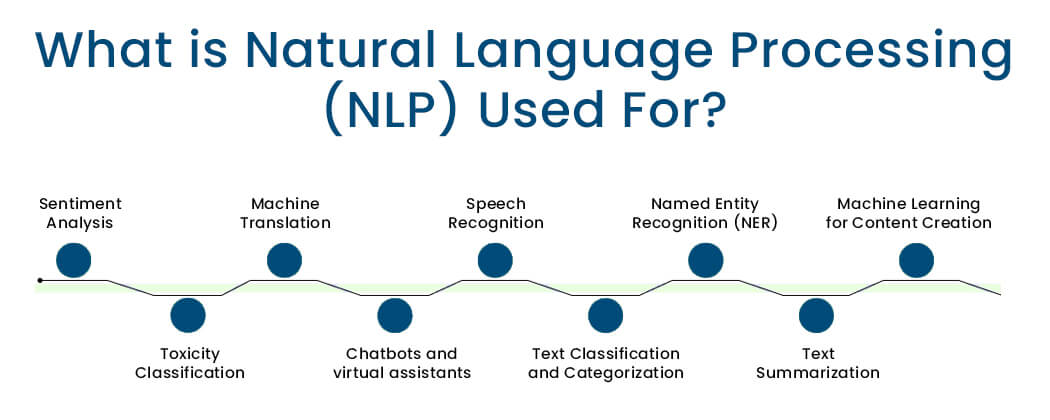 What is Natural Language Processing
(NLP) Used For?
Sentiment
Analysis
Machine
Translation
Speech
Recognition
Named Entity
Recognition (NER)
Machine Learning
for Content Creation
Toxicity
Classification
Chatbots and
virtual assistants
Text Classification
and Categorization
Text
Summarization